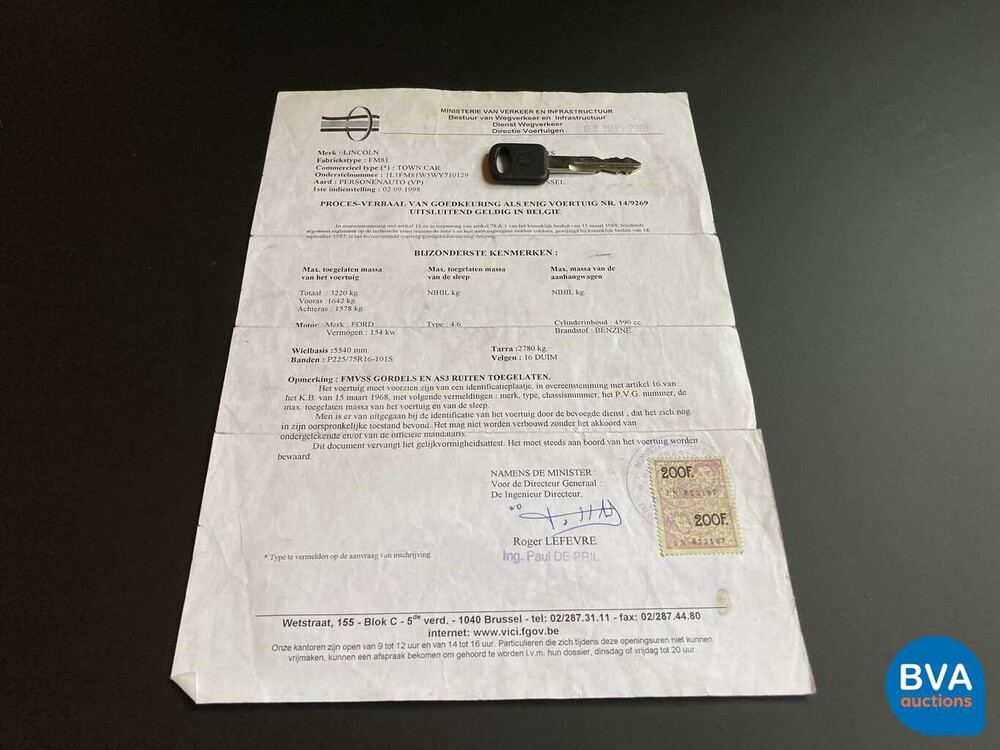 MINISTERIE VAN VERKEER EN INFRASTRUCTUUR
Bestuur van Wegverkeer en Infrastructuur
Dienst Wegverkeer
Directie Voertuigen
Merk : LINCOLN
Fabriekstype : FM81
Commercieel type (*) : TOWN CAR
Ondernummer : 1L1FM81W5WY710129
Aard : PERSONENAUTO (VP)
1ste indienstelling : 02.09.1998
PROCES-VERBAAL VAN GOEDKEURING ALS ENIG VOERTUIG NR. 14/9269
UITSLUITEND GELDIG IN BELGIE
BIJZONDERSTE KENMERKEN :
Max. toegelaten massa van het voertuig
Max. toegelaten massa van de sleep
Max. massa van de aanhangwagen
Totaal : 3220 kg. NIHIL kg. NIHIL kg.
Vooras : 1642 kg.
Achteras : 1578 kg.
Motor : Merk : FORD Type : 4.6 Cylinderinhoud : 4590 cc.
Vermogen : 154 kw Brandstof : BENZINE
Wielbasis :5540 mm. Tarra :2780 kg.
Banden : P225/75R16-101S Velgen : 16 DUIM
Opmerking : FMVSS GORDELS EN AS3 RUITEN TOEGELATEN.
Het voertuig moet voorzien zijn van een identificatieplaatje, in overeenstemming met artikel 16 van
het K.B. van 15 maart 1968, met volgende vermeldingen : merk, type, chassisnummer, het P.V.G. nummer, de
max. toegelaten massa van het voertuig en van de sleep.
Men is er van uitgegaan bij de identificatie van het voertuig door de bevoegde dienst , dat het zich nog
in zijn oorspronkelijke toestand bevond. Het mag niet worden verbouwd zonder het akkoord van
ondergetekende en/of van de officiële mandataris.
Dit document vervangt het gelijkvormigheidsattest. Het moet steeds aan boord van het voertuig worden
bewaard.
NAMENS DE MINISTER :
Voor de Directeur Generaal :
De Ingenieur Directeur,
Roger LEFEVRE
Ing. Paul DE PRIL
200F.
200F.
* Type te vermelden op de aanvraag van inschrijving.
Wetstraat, 155 - Blok C - 5de verd. - 1040 Brussel - tel: 02/287.31.11 - fax: 02/287.44.80
internet: www.vici.fgov.be
Onze kantoren zijn open van 9 tot 12 uur en van 14 tot 16 uur. Particulieren die zich tijdens deze openingsuren niet kunnen
vrijmaken, kunnen een afspraak bekomen om gehoord te worden i.v.m. hun dossier, dinsdag of vrijdag tot 20 uur.
BVA
auctions